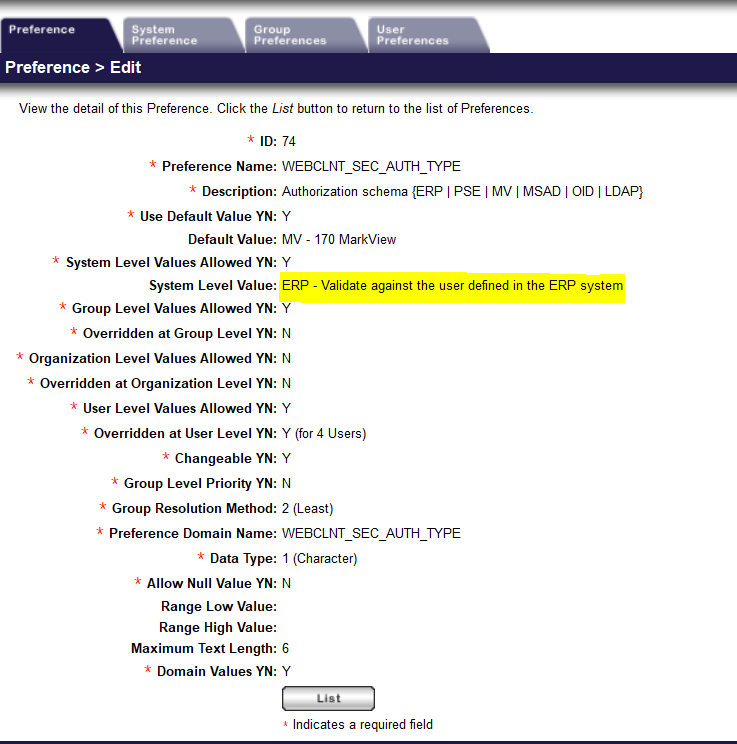 Preference
System Preference
Group Preferences
User Preferences
Preference > Edit
View the detail of this Preference. Click the List button to return to the list of Preferences.
* ID: 74
* Preference Name: WEBCLNT_SEC_AUTH_TYPE
* Description: Authorization schema {ERP | PSE | MV | MSAD | OID | LDAP}
* Use Default Value YN: Y
Default Value: MV - 170 MarkView
* System Level Values Allowed YN: Y
System Level Value: ERP - Validate against the user defined in the ERP system
* Group Level Values Allowed YN: Y
* Overridden at Group Level YN: N
* Organization Level Values Allowed YN: N
* Overridden at Organization Level YN: N
* User Level Values Allowed YN: Y
* Overridden at User Level YN: Y (for 4 Users)
* Changeable YN: Y
* Group Level Priority YN: N
* Group Resolution Method: 2 (Least)
* Preference Domain Name: WEBCLNT_SEC_AUTH_TYPE
* Data Type: 1 (Character)
* Allow Null Value YN: N
Range Low Value:
Range High Value:
Maximum Text Length: 6
* Domain Values YN: Y
List
* Indicates a required field